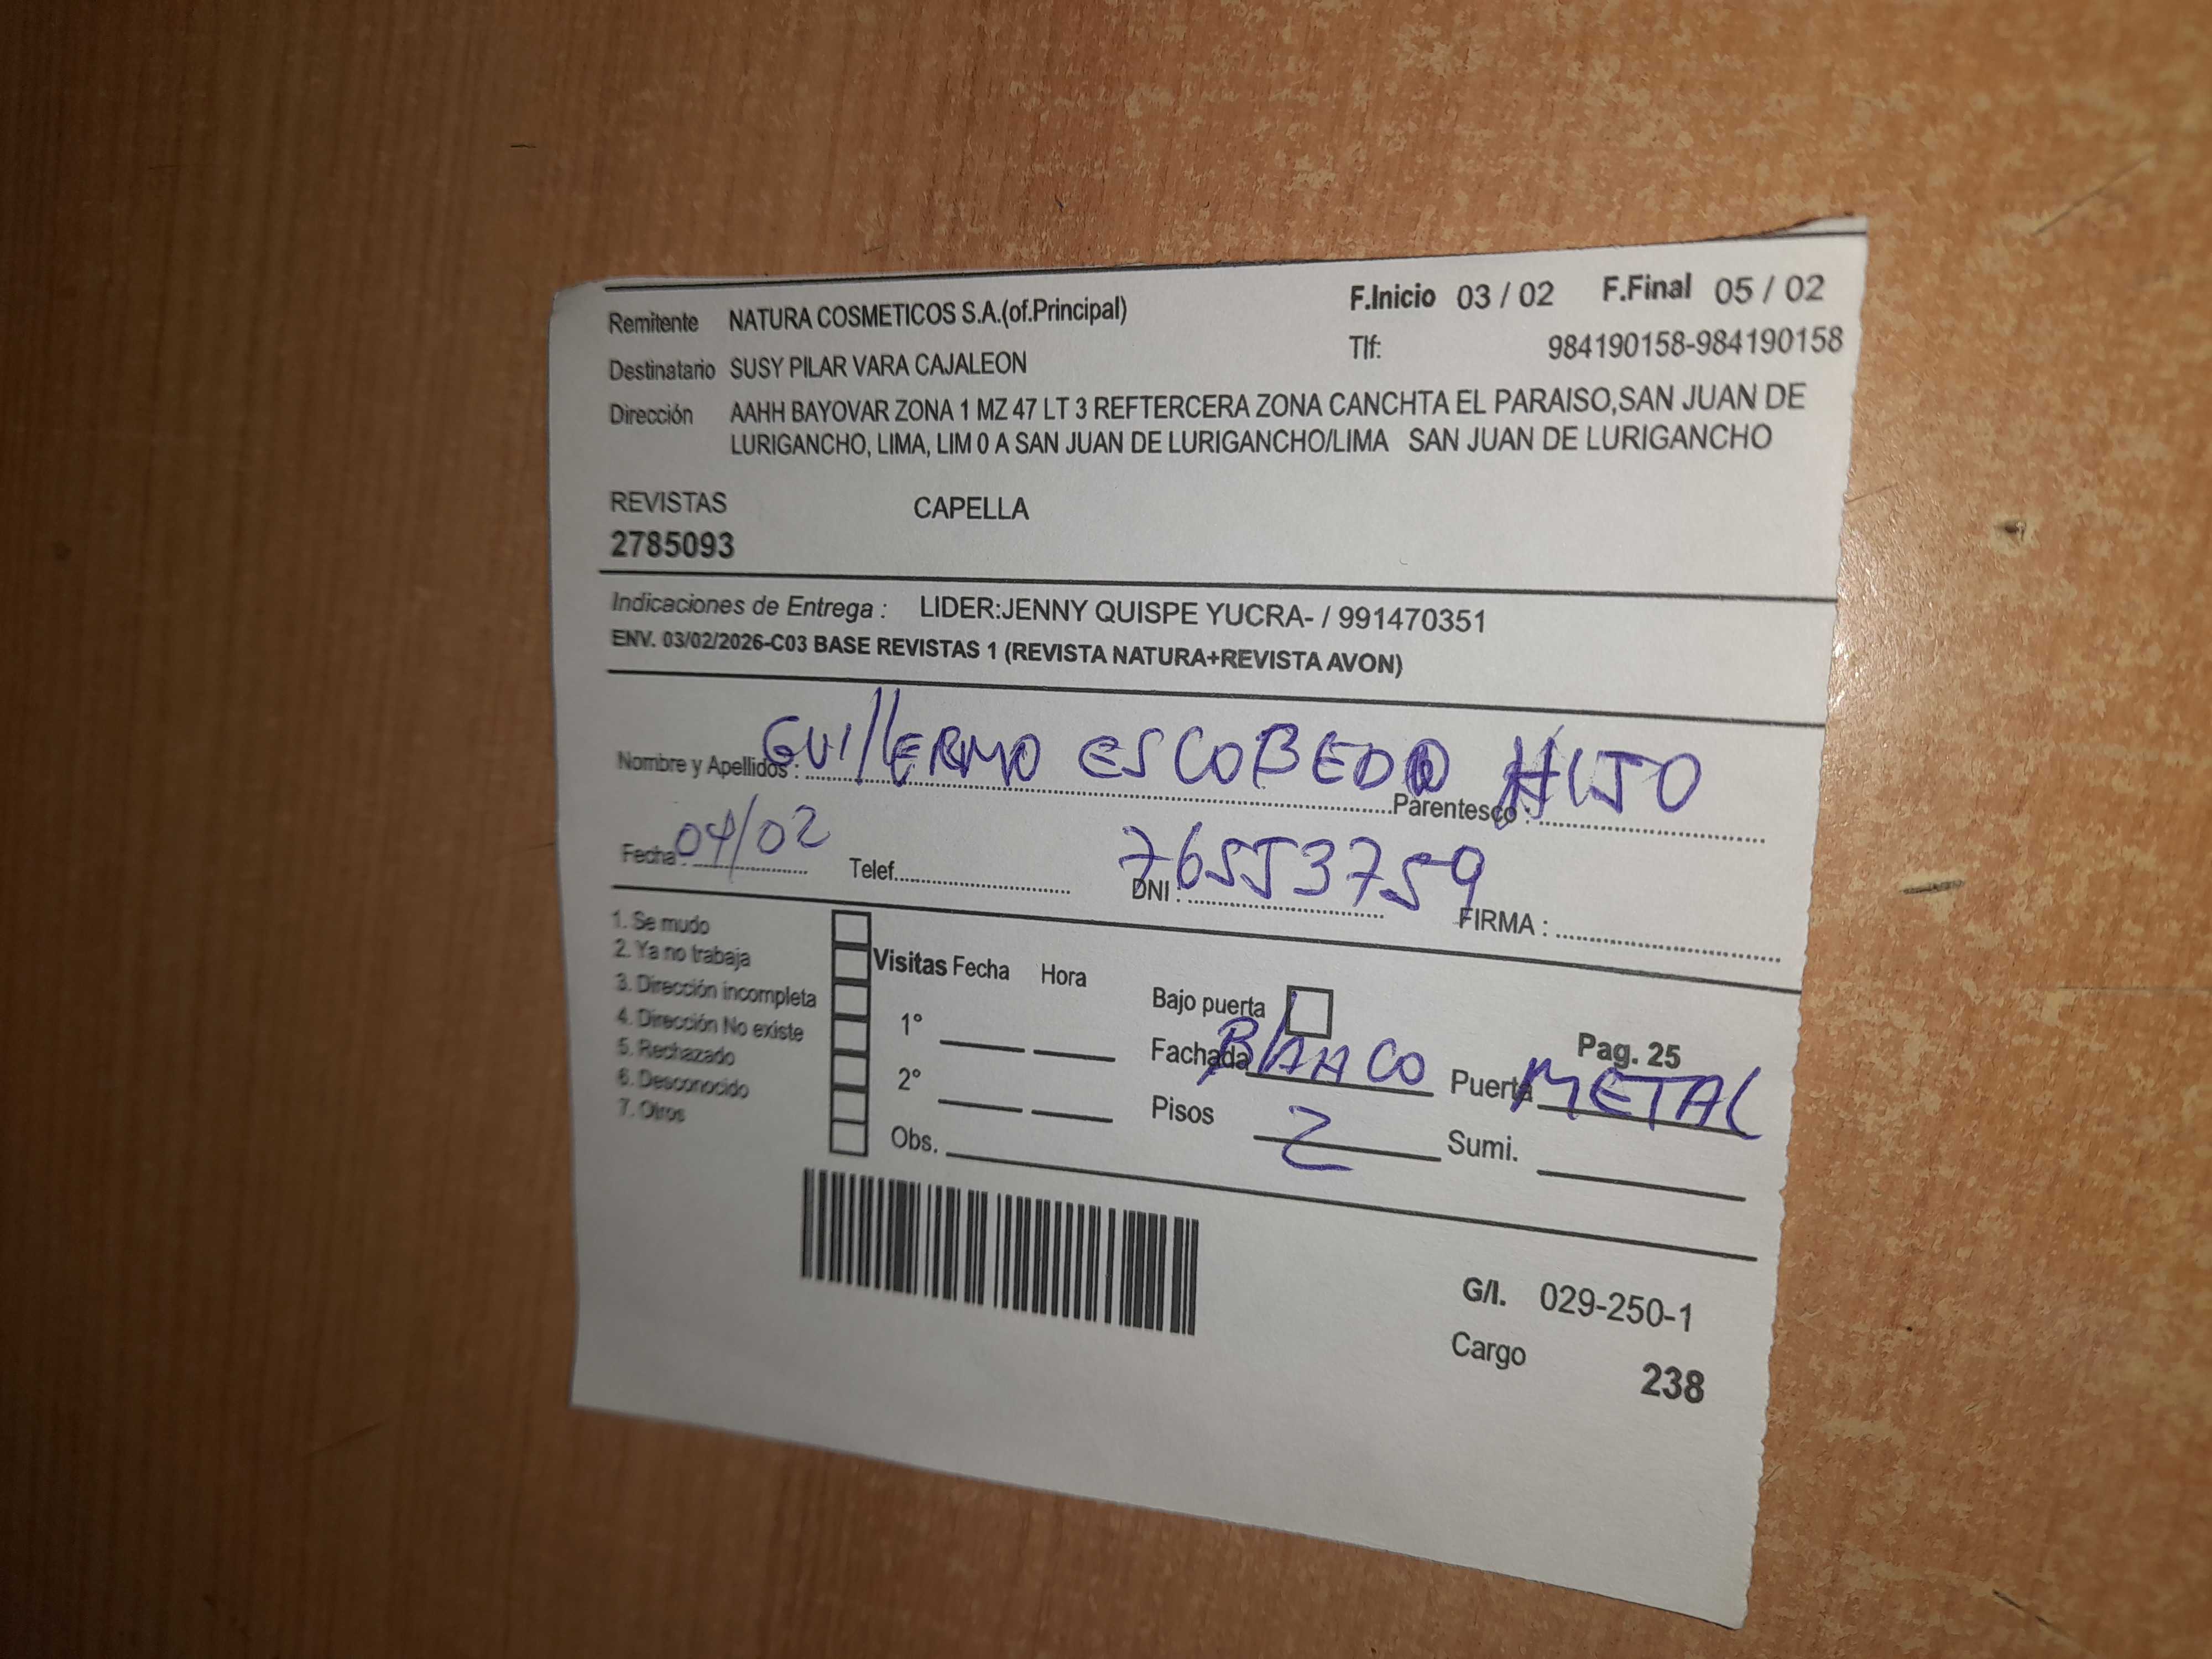 Remitente NATURA COSMETICOS S.A.(of.Principal) F.Inicio 03 / 02 F.Final 05 / 02
Destinatario SUSY PILAR VARA CAJALEON Tlf: 984190158-984190158
Dirección AAHH BAYOVAR ZONA 1 MZ 47 LT 3 REFTERCERA ZONA CANCHTA EL PARAISO,SAN JUAN DE
LURIGANCHO, LIMA, LIM 0 A SAN JUAN DE LURIGANCHO/LIMA SAN JUAN DE LURIGANCHO
REVISTAS CAPELLA
2785093
Indicaciones de Entrega : LIDER:JENNY QUISPE YUCRA- / 991470351
ENV. 03/02/2026-C03 BASE REVISTAS 1 (REVISTA NATURA+REVISTA AVON)
Nombre y Apellidos : GUIllERMO ESCOBEDO Parentesco : HIJO
Fecha : 04/02 Telef. DNI : 76553759 FIRMA :
1. Se mudo
2. Ya no trabaja Visitas Fecha Hora
3. Dirección incompleta Bajo puerta
4. Dirección No existe 1° Fachada BlANCO Pag. 25
5. Rechazado Puerta METAL
6. Desconocido 2° Pisos 2 Sumi.
7. Otros Obs.
G/I. 029-250-1
Cargo 238